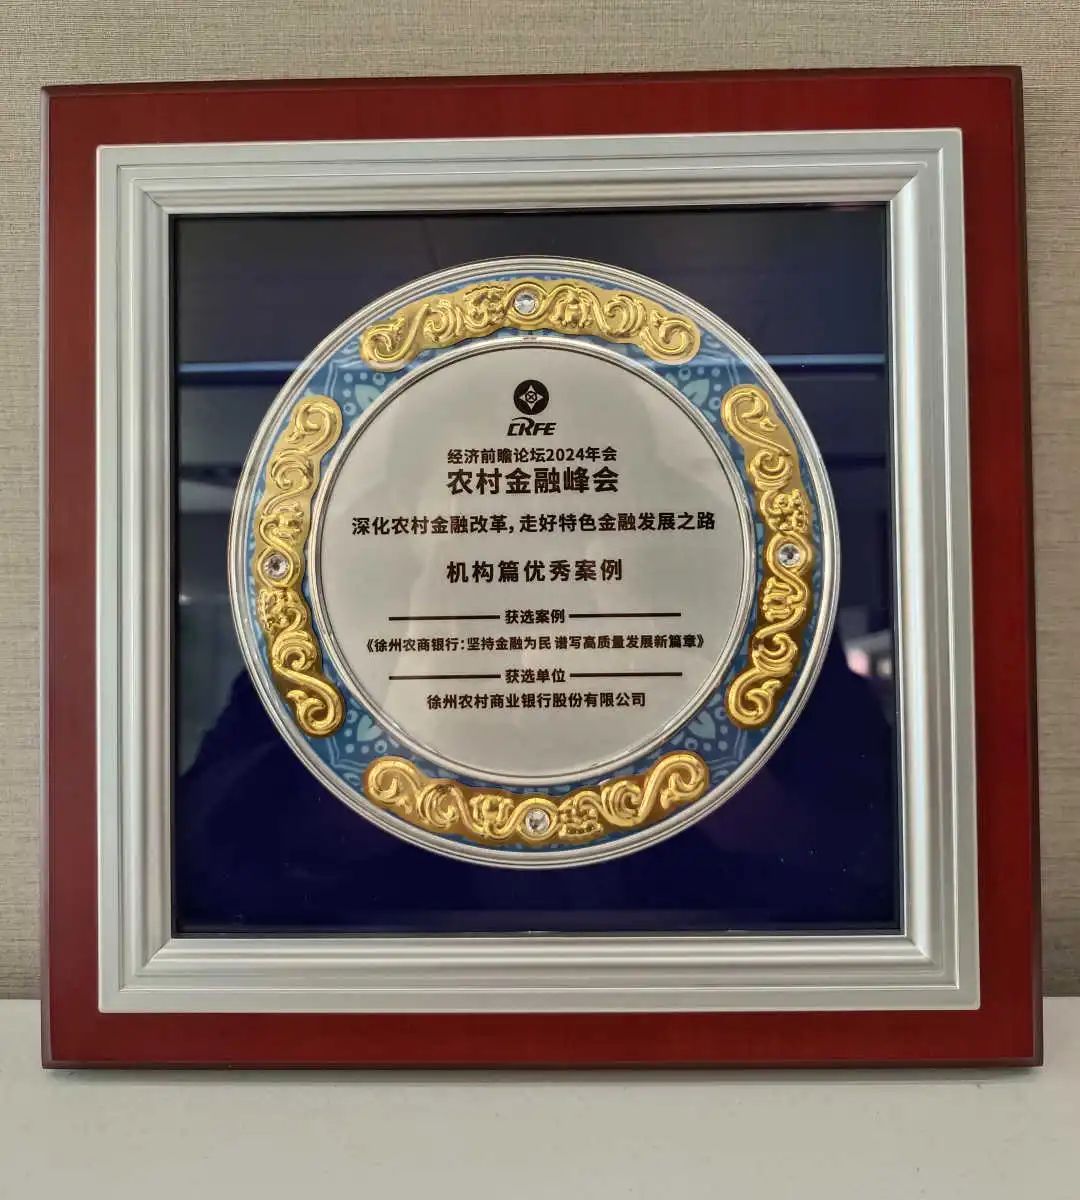 CRFE
经济前瞻论坛2024年会
农村金融峰会
深化农村金融改革，走好特色金融发展之路
机构篇优秀案例
获选案例
《徐州农商银行：坚持金融为民 谱写高质量发展新篇章》
获选单位
徐州农村商业银行股份有限公司